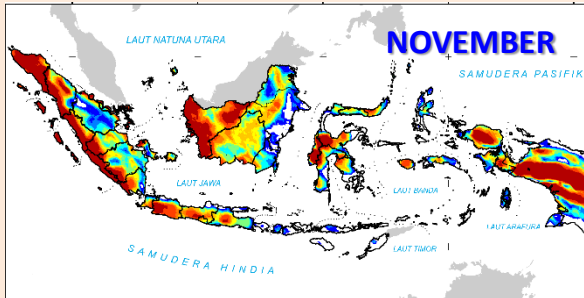 NOVEMBER
LAUT NATUNA UTARA
SAMUDERA PASIFIK
LAUT JAWA
LAUT BANDA
LAUT ARAFURA
LAUT TIMOR
SAMUDERA HINDIA